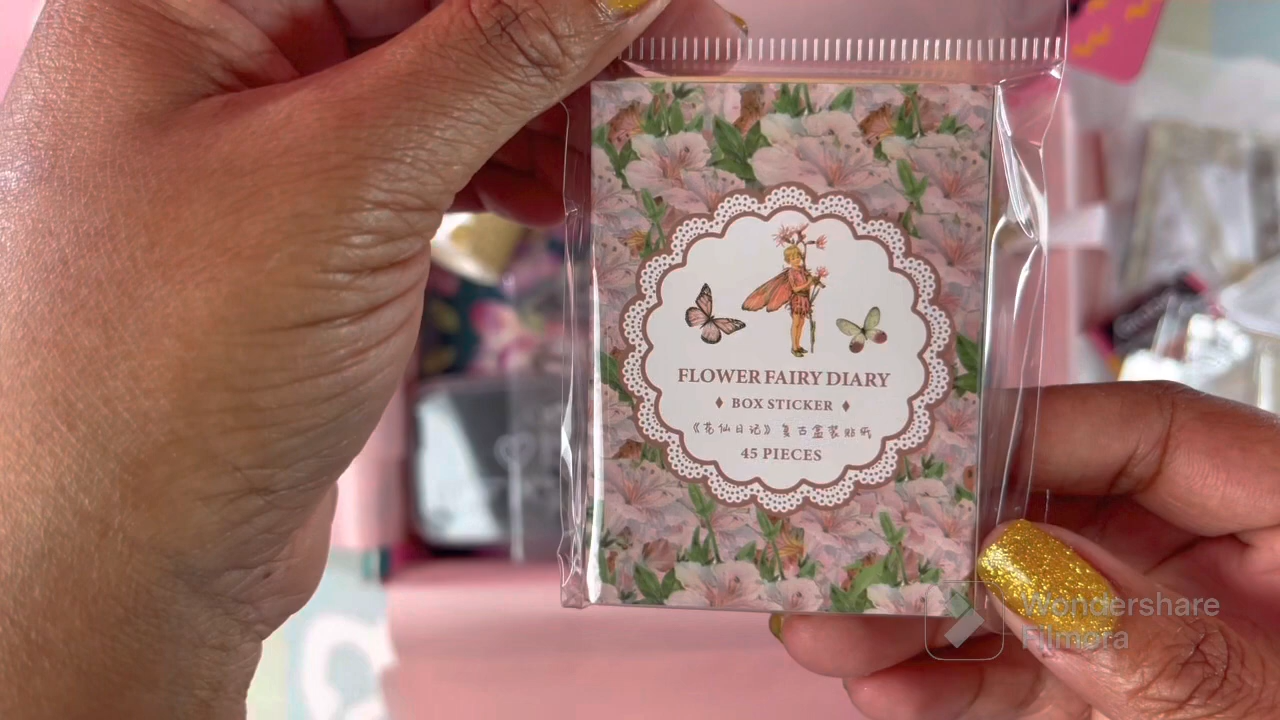 FLOWER FAIRY DIARY
BOX STICKER
《花仙日记》复古盒装贴纸
45 PIECES
Wondershare
Filmora